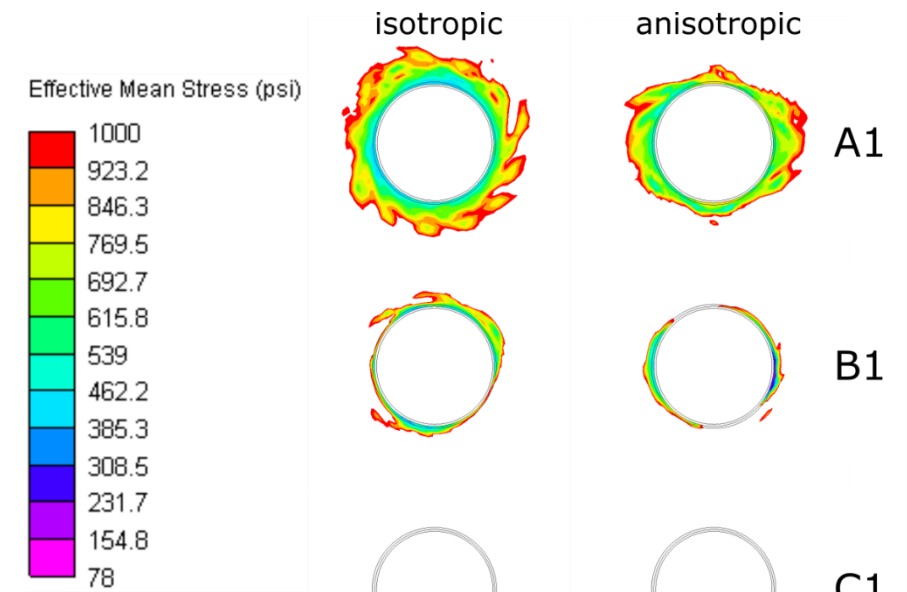 isotropic
anisotropic
Effective Mean Stress (psi)
1000
923.2
846.3
769.5
692.7
615.8
539
462.2
385.3
308.5
231.7
154.8
78
A1
B1
C1